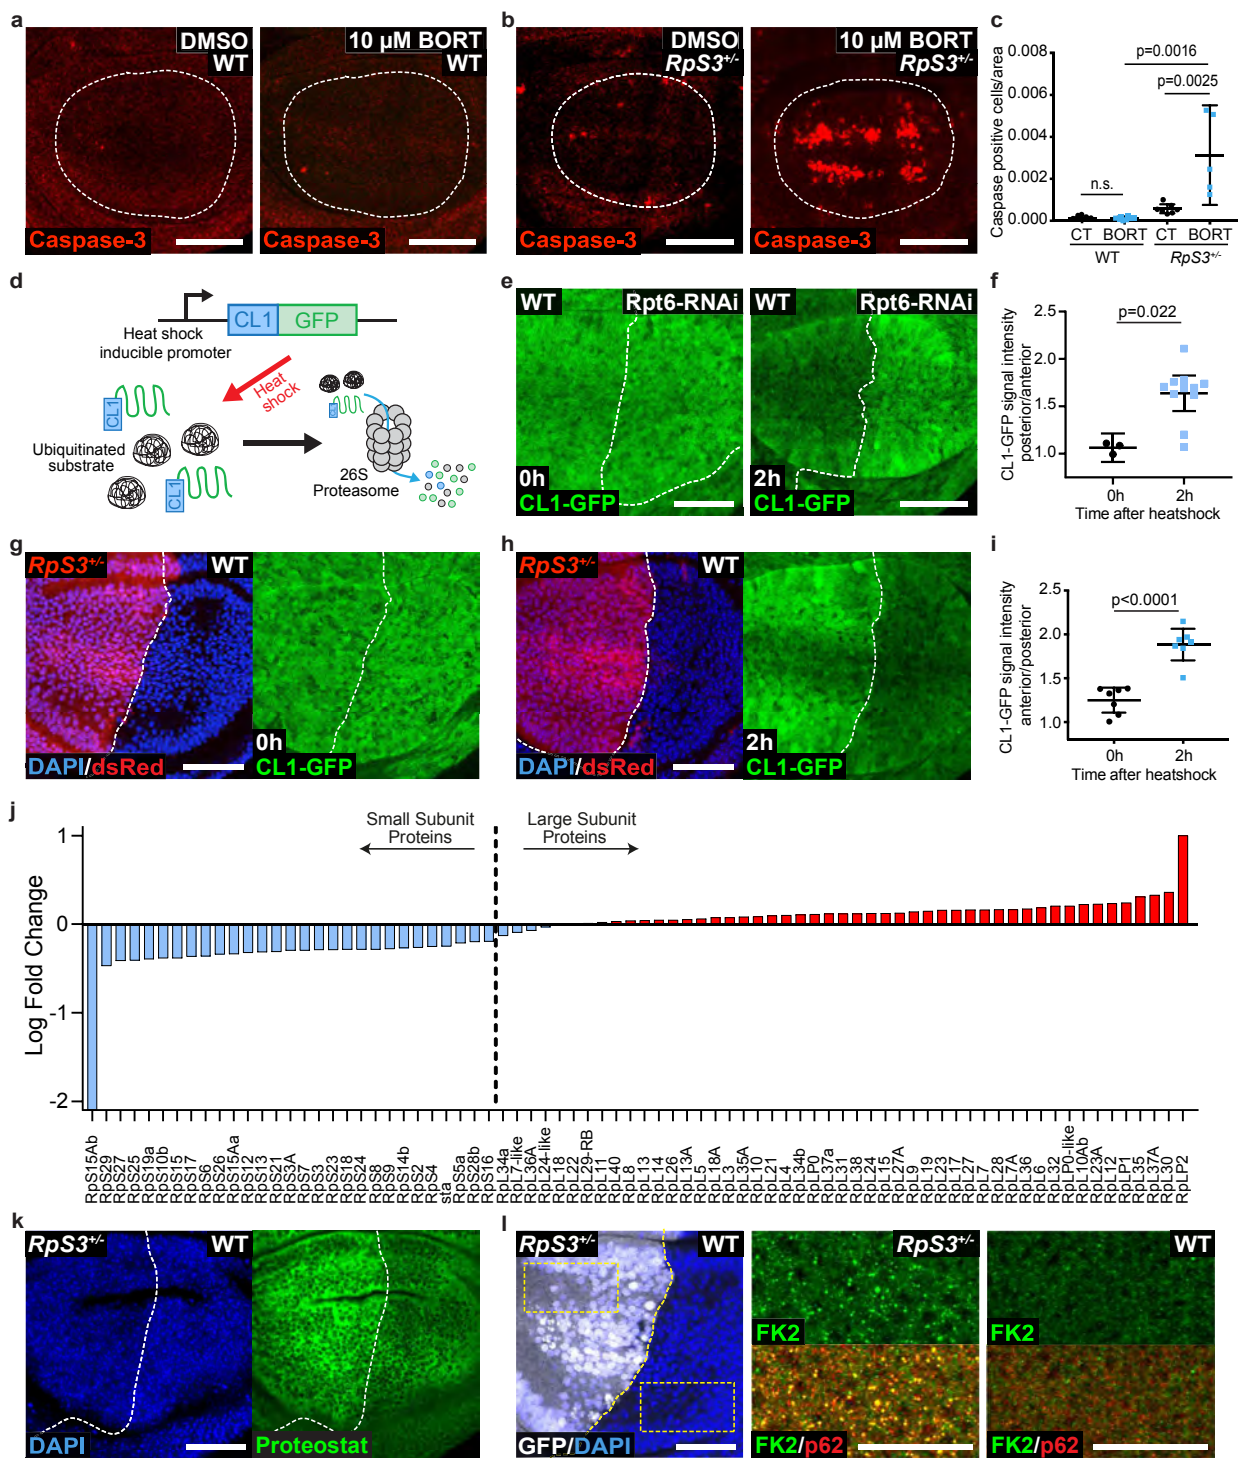 a
DMSO
WT
Caspase-3
10 µM BORT
WT
Caspase-3
b
DMSO
RpS3+/-
Caspase-3
10 µM BORT
RpS3+/-
Caspase-3
c
Caspase positive cells/area
0.008
0.006
0.004
0.002
0.000
p=0.0016
p=0.0025
n.s.
CT
BORT
CT
BORT
WT
RpS3+/-
d
CL1
GFP
Heat shock
inducible promoter
Heat
shock
CL1
Ubiquitinated
substrate
CL1
26S
Proteasome
e
WT
Rpt6-RNAi
0h
CL1-GFP
WT
Rpt6-RNAi
2h
CL1-GFP
f
CL1-GFP signal intensity
posterior/anterior
2.5
2.0
1.5
1.0
p=0.022
0h
2h
Time after heatshock
g
RpS3+/-
WT
DAPI/dsRed
0h
CL1-GFP
h
RpS3+/-
WT
DAPI/dsRed
2h
CL1-GFP
i
CL1-GFP signal intensity
anterior/posterior
2.5
2.0
1.5
1.0
p<0.0001
0h
2h
Time after heatshock
j
Small Subunit
Proteins
Large Subunit
Proteins
Log Fold Change
1
0
-1
-2
RpS15Ab
RpS29
RpS27
RpS25
RpS19a
RpS10b
RpS15
RpS17
RpS6
RpS26
RpS15Aa
RpS12
RpS13
RpS3A
RpS7
RpS3
RpS23
RpS18
RpS24
RpS8
RpS9
RpS14b
RpS2
RpS4
sta
RpS5a
RpS28b
RpS16
RpL34a
RpL7-like
RpL36A
RpL24-like
RpL18
RpL22
RpL29-RB
RpL11
RpL40
RpL8
RpL13
RpL14
RpL26
RpL13A
RpL5
RpL18A
RpL3
RpL35A
RpL10
RpL21
RpL4
RpL34b
RpLP0
RpL37a
RpL31
RpL38
RpL24
RpL15
RpL27A
RpL9
RpL19
RpL23
RpL17
RpL27
RpL7
RpL28
RpL7A
RpL36
RpL6
RpL32
RpLP0-like
RpL10Ab
RpL23A
RpL12
RpLP1
RpL35
RpL37A
RpL30
RpLP2
k
RpS3+/-
WT
DAPI
Proteostat
l
RpS3+/-
WT
GFP/DAPI
RpS3+/-
FK2
FK2/p62
WT
FK2
FK2/p62